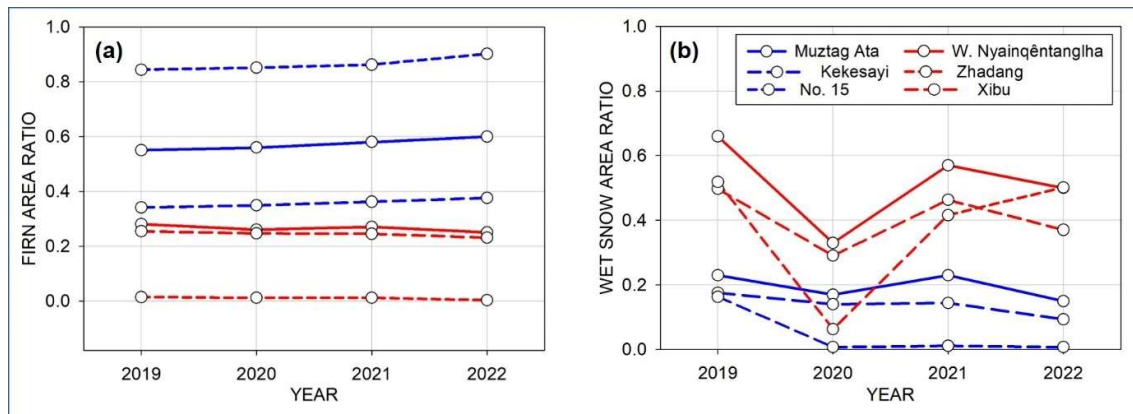 (a)
FIRN AREA RATIO
1.0
0.8
0.6
0.4
0.2
0.0
2019 2020 2021 2022
YEAR
(b)
WET SNOW AREA RATIO
1.0
0.8
0.6
0.4
0.2
0.0
Muztag Ata W. Nyainqêntanglha
Kekesayi Zhadang
No. 15 Xibu
2019 2020 2021 2022
YEAR